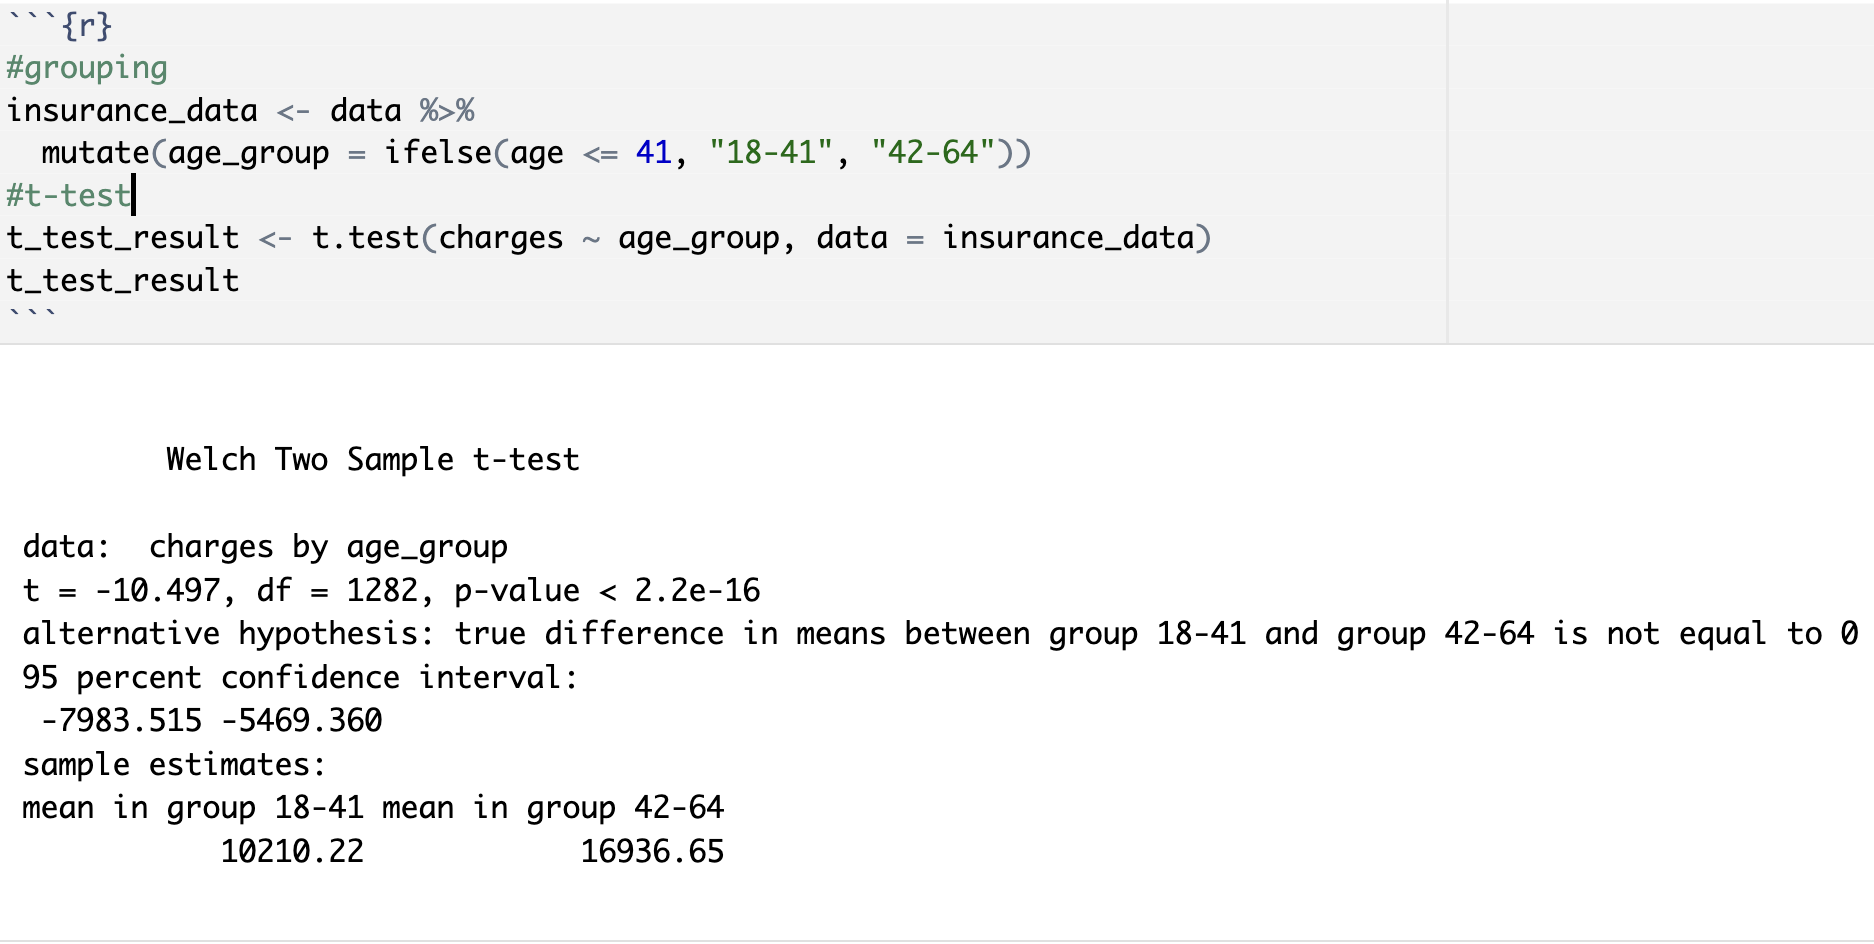 ```{r}
#grouping
insurance_data <- data %>%
  mutate(age_group = ifelse(age <= 41, "18-41", "42-64"))
#t-test
t_test_result <- t.test(charges ~ age_group, data = insurance_data)
t_test_result
```
Welch Two Sample t-test
data:  charges by age_group
t = -10.497, df = 1282, p-value < 2.2e-16
alternative hypothesis: true difference in means between group 18-41 and group 42-64 is not equal to 0
95 percent confidence interval:
 -7983.515 -5469.360
sample estimates:
mean in group 18-41 mean in group 42-64
           10210.22            16936.65